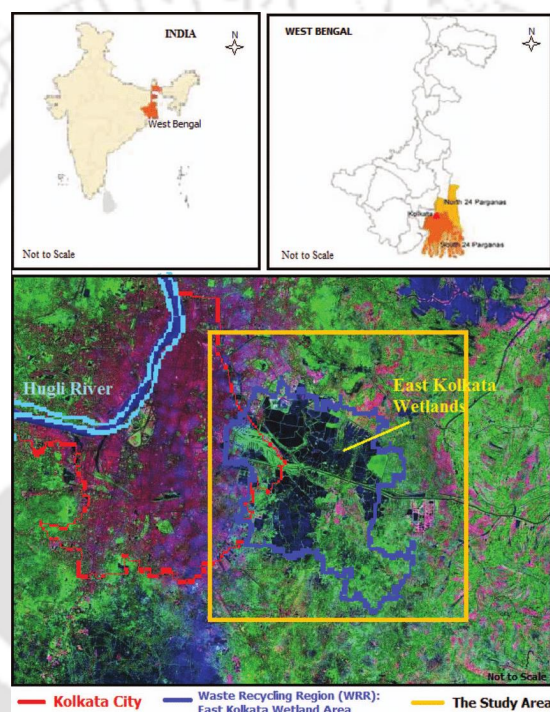 INDIA
N
West Bengal
Not to Scale
WEST BENGAL
N
North 24 Parganas
Kolkata
South 24 Parganas
Not to Scale
Hugli River
East Kolkata
Wetlands
Not to Scale
Kolkata City
Waste Recycling Region (WRR):
East Kolkata Wetland Area
The Study Area